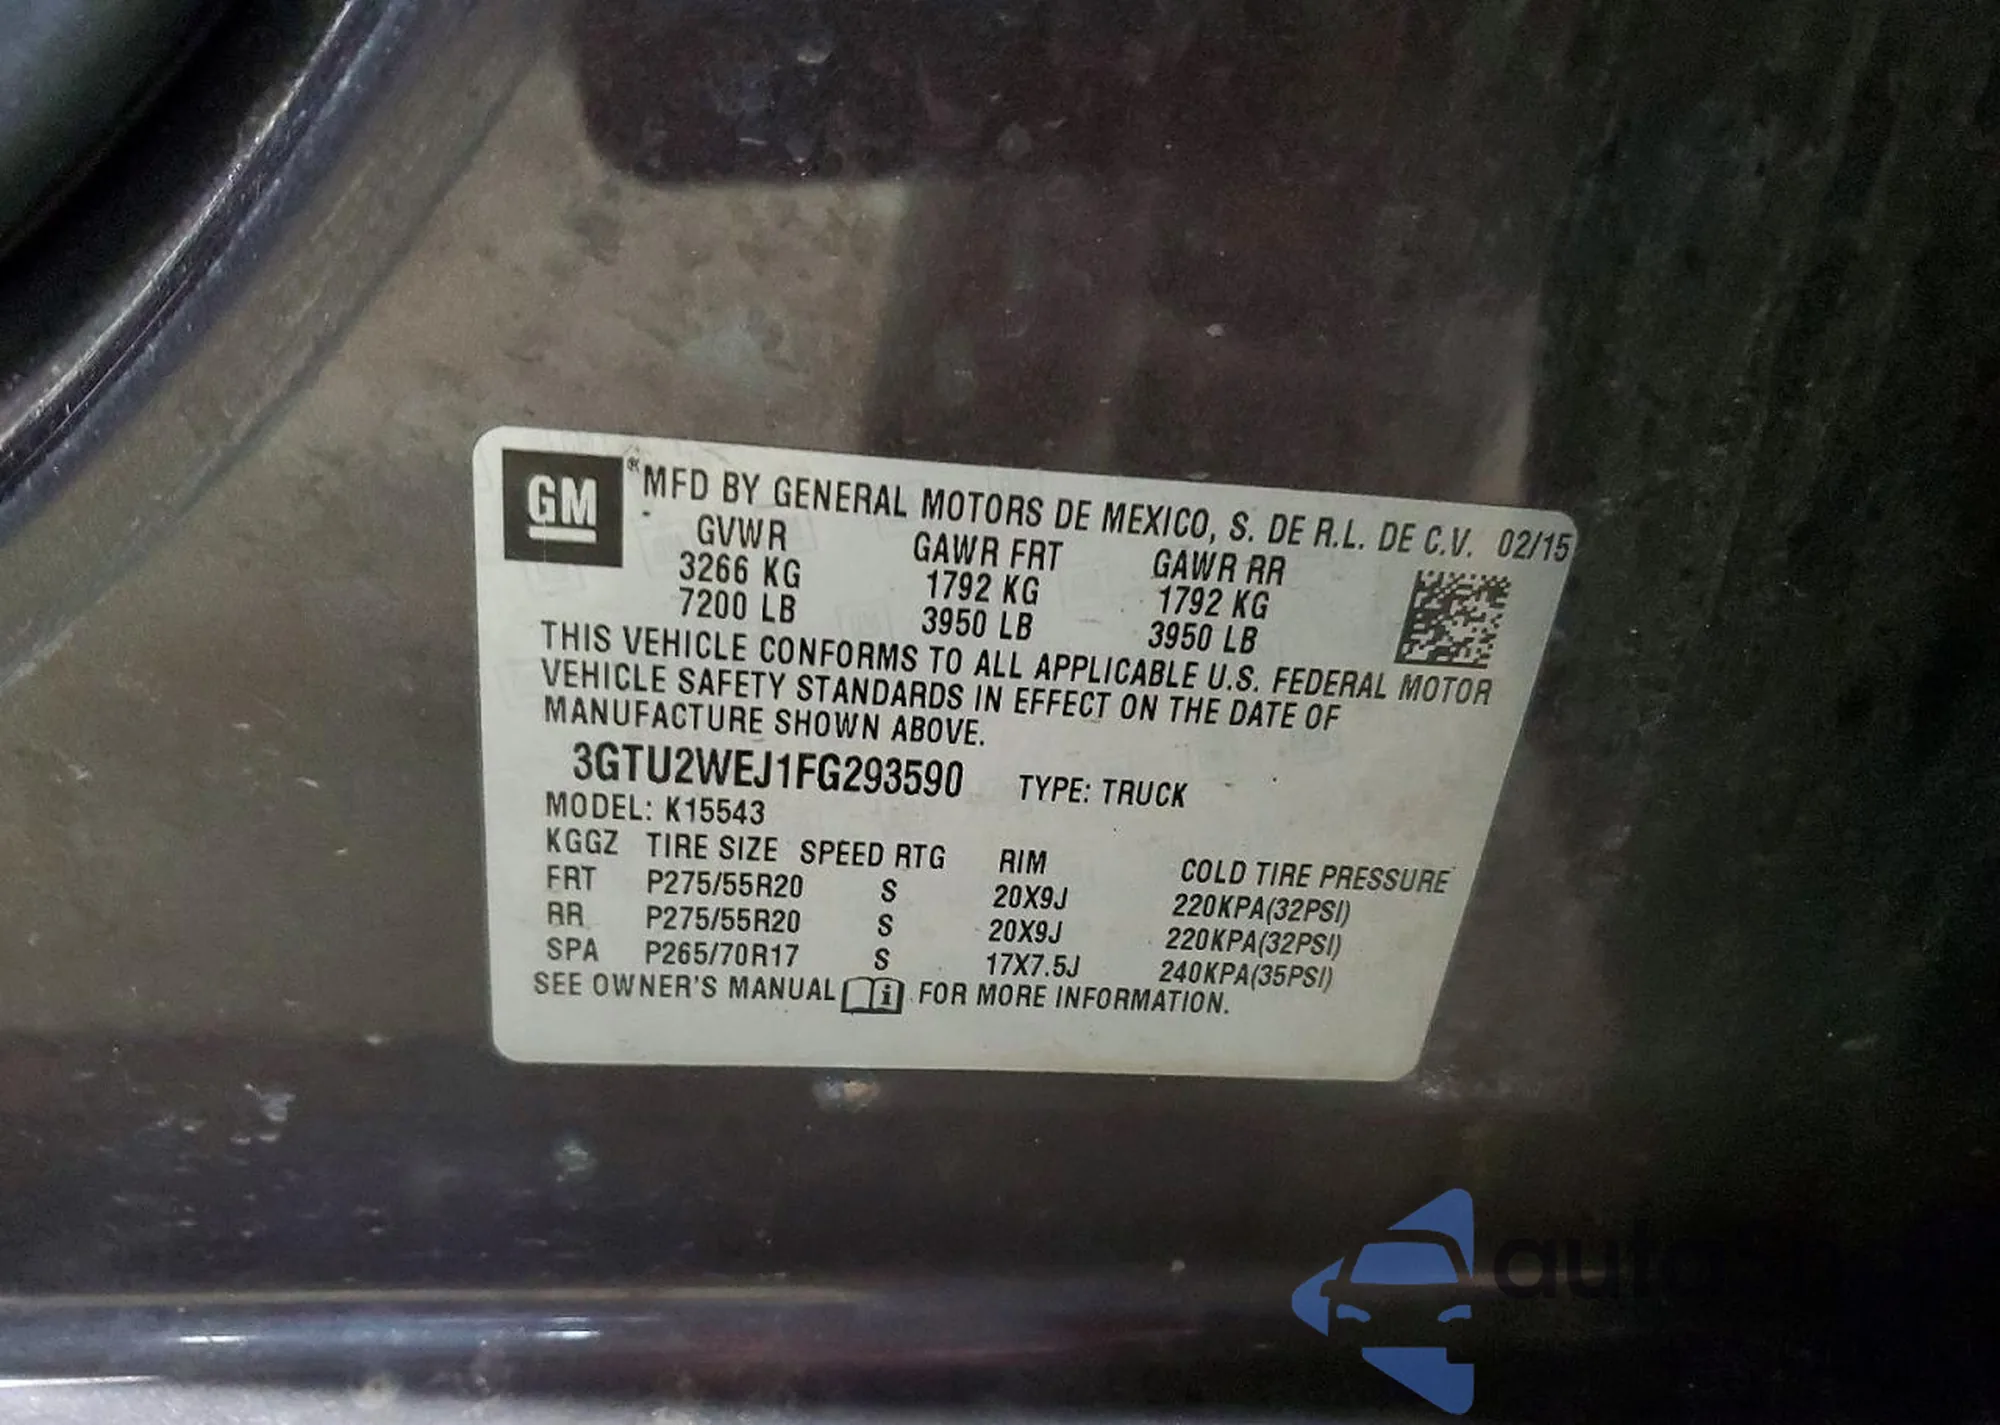 GM
® MFD BY GENERAL MOTORS DE MEXICO, S. DE R.L. DE C.V. 02/15
GVWR GAWR FRT GAWR RR
3266 KG 1792 KG 1792 KG
7200 LB 3950 LB 3950 LB
THIS VEHICLE CONFORMS TO ALL APPLICABLE U.S. FEDERAL MOTOR
VEHICLE SAFETY STANDARDS IN EFFECT ON THE DATE OF
MANUFACTURE SHOWN ABOVE.
3GTU2WEJ1FG293590 TYPE: TRUCK
MODEL: K15543
KGGZ TIRE SIZE SPEED RTG RIM COLD TIRE PRESSURE
FRT P275/55R20 S 20X9J 220KPA(32PSI)
RR P275/55R20 S 20X9J 220KPA(32PSI)
SPA P265/70R17 S 17X7.5J 240KPA(35PSI)
SEE OWNER'S MANUAL i FOR MORE INFORMATION.